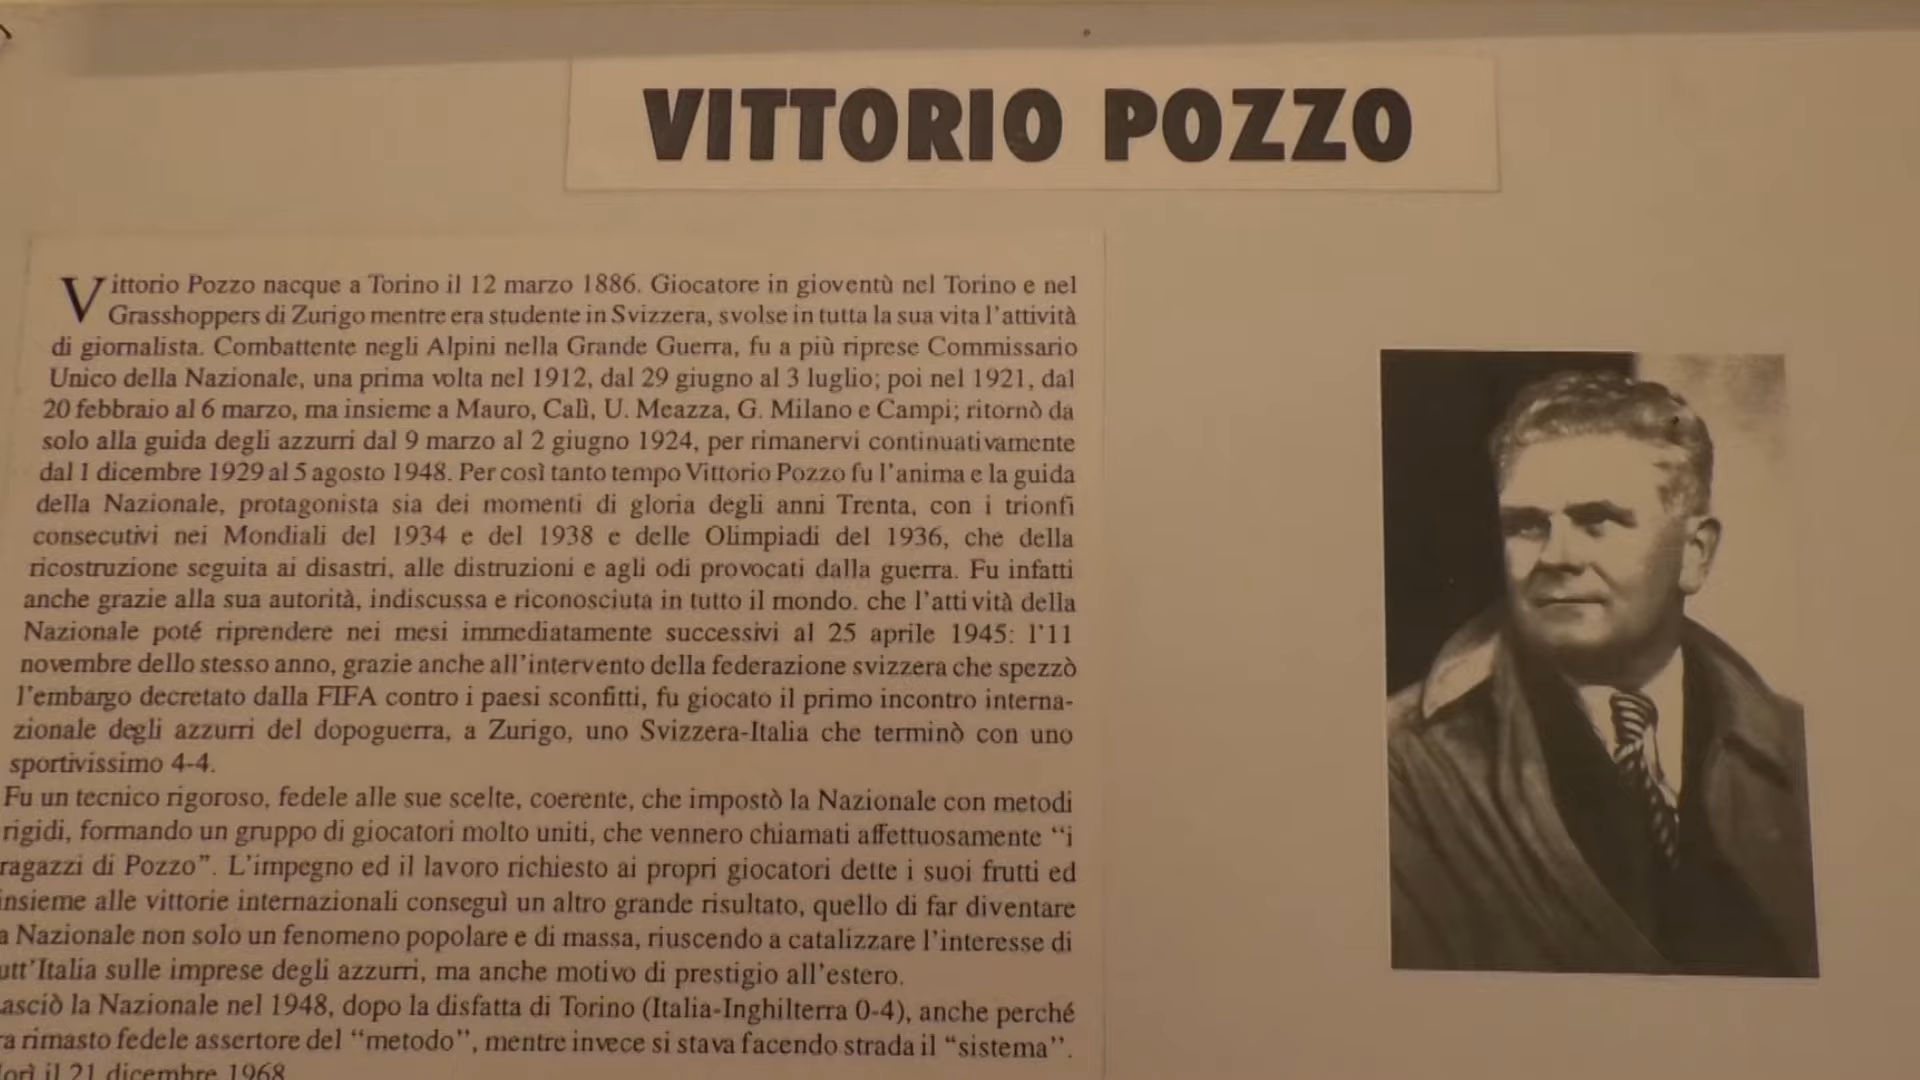 VITTORIO POZZO
Vittorio Pozzo nacque a Torino il 12 marzo 1886. Giocatore in gioventù nel Torino e nel
Grasshoppers di Zurigo mentre era studente in Svizzera, svolse in tutta la sua vita l'attività
di giornalista. Combattente negli Alpini nella Grande Guerra, fu a più riprese Commissario
Unico della Nazionale, una prima volta nel 1912, dal 29 giugno al 3 luglio; poi nel 1921, dal
20 febbraio al 6 marzo, ma insieme a Mauro, Calì, U. Meazza, G. Milano e Campi; ritornò da
solo alla guida degli azzurri dal 9 marzo al 2 giugno 1924, per rimanervi continuativamente
dal 1 dicembre 1929 al 5 agosto 1948. Per così tanto tempo Vittorio Pozzo fu l'anima e la guida
della Nazionale, protagonista sia dei momenti di gloria degli anni Trenta, con i trionfi
consecutivi nei Mondiali del 1934 e del 1938 e delle Olimpiadi del 1936, che della
ricostruzione seguita ai disastri, alle distruzioni e agli odi provocati dalla guerra. Fu infatti
anche grazie alla sua autorità, indiscussa e riconosciuta in tutto il mondo. che l'attività della
Nazionale poté riprendere nei mesi immediatamente successivi al 25 aprile 1945: l'11
novembre dello stesso anno, grazie anche all'intervento della federazione svizzera che spezzò
l'embargo decretato dalla FIFA contro i paesi sconfitti, fu giocato il primo incontro interna-
zionale degli azzurri del dopoguerra, a Zurigo, uno Svizzera-Italia che terminò con uno
sportivissimo 4-4.
Fu un tecnico rigoroso, fedele alle sue scelte, coerente, che impostò la Nazionale con metodi
rigidi, formando un gruppo di giocatori molto uniti, che vennero chiamati affettuosamente "i
ragazzi di Pozzo". L'impegno ed il lavoro richiesto ai propri giocatori dette i suoi frutti ed
insieme alle vittorie internazionali conseguì un altro grande risultato, quello di far diventare
a Nazionale non solo un fenomeno popolare e di massa, riuscendo a catalizzare l'interesse di
utt'Italia sulle imprese degli azzurri, ma anche motivo di prestigio all'estero.
asciò la Nazionale nel 1948, dopo la disfatta di Torino (Italia-Inghilterra 0-4), anche perché
ra rimasto fedele assertore del "metodo", mentre invece si stava facendo strada il "sistema".
orì il 21 dicembre 1968